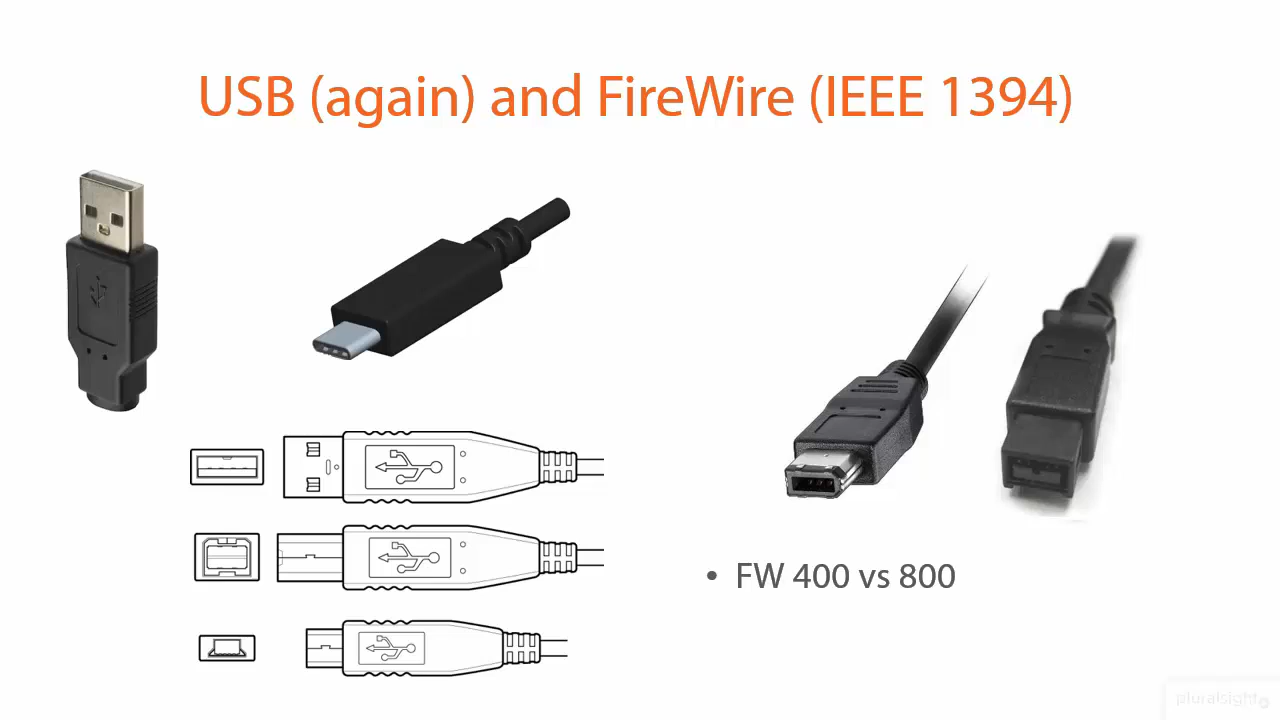 USB (again) and FireWire (IEEE 1394)
• FW 400 vs 800
pluralsight